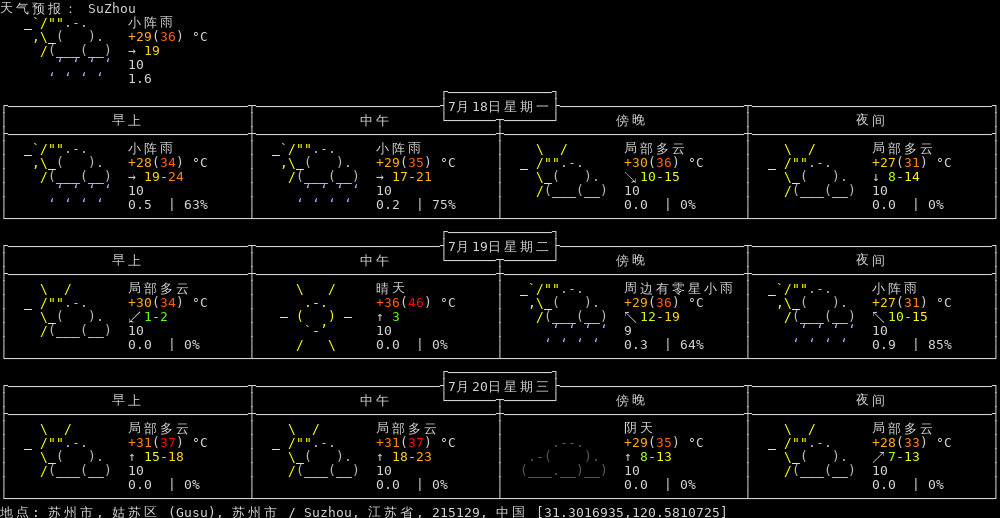 天气预报: SuZhou
小阵雨
+29(36) °C
→ 19
10
1.6
7月18日星期一
早上 中午 傍晚 夜间
小阵雨 小阵雨 局部多云 局部多云
+28(34) °C +29(35) °C +30(36) °C +27(31) °C
→ 19-24 → 17-21 ↘ 10-15 ↓ 8-14
10 10 10 10
0.5 | 63% 0.2 | 75% 0.0 | 0% 0.0 | 0%
7月19日星期二
早上 中午 傍晚 夜间
局部多云 晴天 周边有零星小雨 小阵雨
+30(34) °C +36(46) °C +29(36) °C +27(31) °C
↙ 1-2 ↑ 3 ↖ 12-19 ↖ 10-15
10 10 9 10
0.0 | 0% 0.0 | 0% 0.3 | 64% 0.9 | 85%
7月20日星期三
早上 中午 傍晚 夜间
局部多云 局部多云 阴天 局部多云
+31(37) °C +31(37) °C +29(35) °C +28(33) °C
↑ 15-18 ↑ 18-23 ↑ 8-13 ↗ 7-13
10 10 10 10
0.0 | 0% 0.0 | 0% 0.0 | 0% 0.0 | 0%
地点: 苏州市, 姑苏区 (Gusu), 苏州市 / Suzhou, 江苏省, 215129, 中国 [31.3016935,120.5810725]